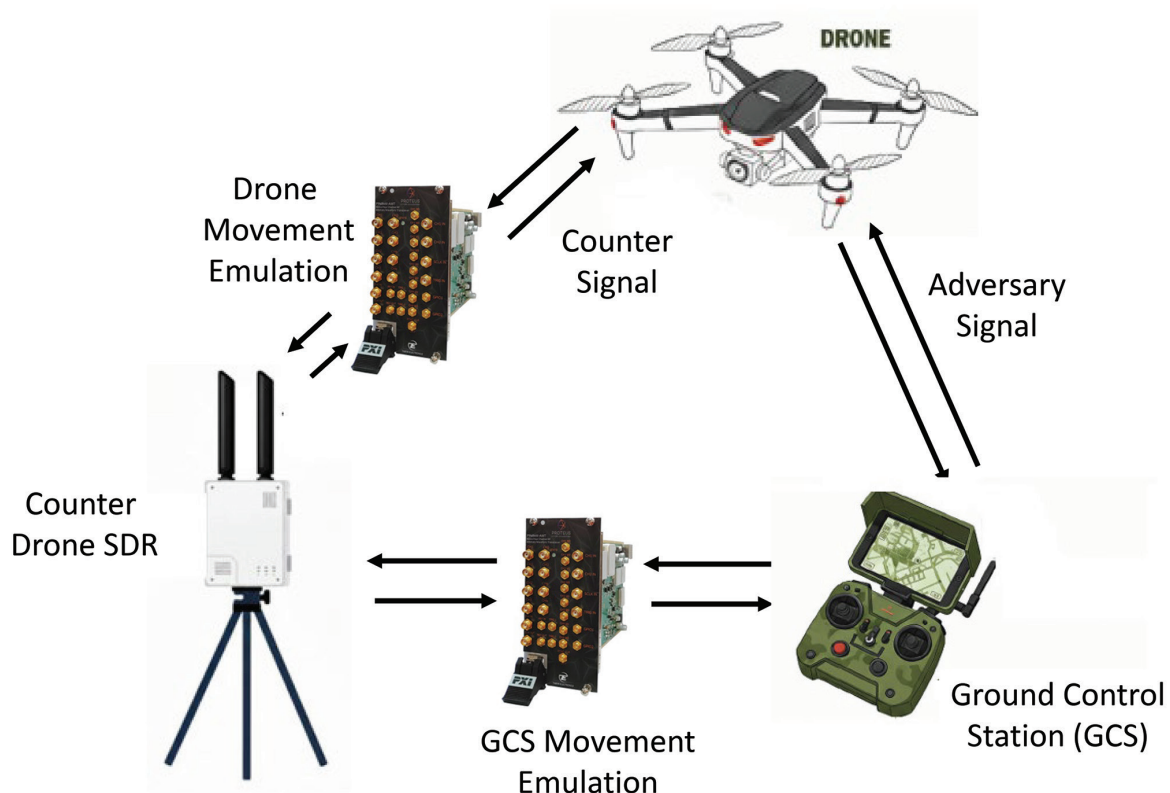 DRONE
Drone
Movement
Emulation
Counter
Signal
Adversary
Signal
PXi
Counter
Drone SDR
PXi
GCS Movement
Emulation
Ground Control
Station (GCS)